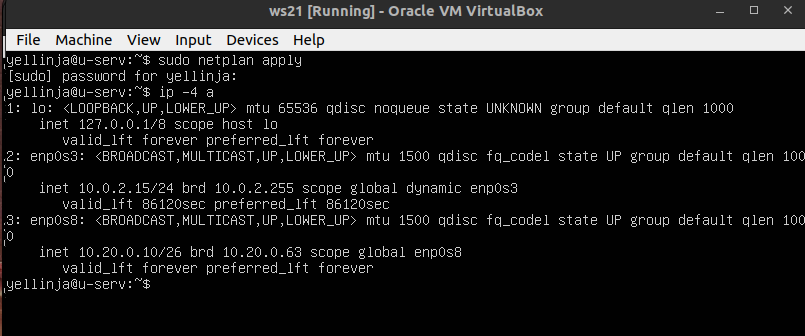 ws21 [Running] - Oracle VM VirtualBox
File Machine View Input Devices Help
yellinja@u-serv:~$ sudo netplan apply
[sudo] password for yellinja:
yellinja@u-serv:~$ ip -4 a
1: lo: <LOOPBACK,UP,LOWER_UP> mtu 65536 qdisc noqueue state UNKNOWN group default qlen 1000
    inet 127.0.0.1/8 scope host lo
       valid_lft forever preferred_lft forever
2: enp0s3: <BROADCAST,MULTICAST,UP,LOWER_UP> mtu 1500 qdisc fq_codel state UP group default qlen 100
0
    inet 10.0.2.15/24 brd 10.0.2.255 scope global dynamic enp0s3
       valid_lft 86120sec preferred_lft 86120sec
3: enp0s8: <BROADCAST,MULTICAST,UP,LOWER_UP> mtu 1500 qdisc fq_codel state UP group default qlen 100
0
    inet 10.20.0.10/26 brd 10.20.0.63 scope global enp0s8
       valid_lft forever preferred_lft forever
yellinja@u-serv:~$